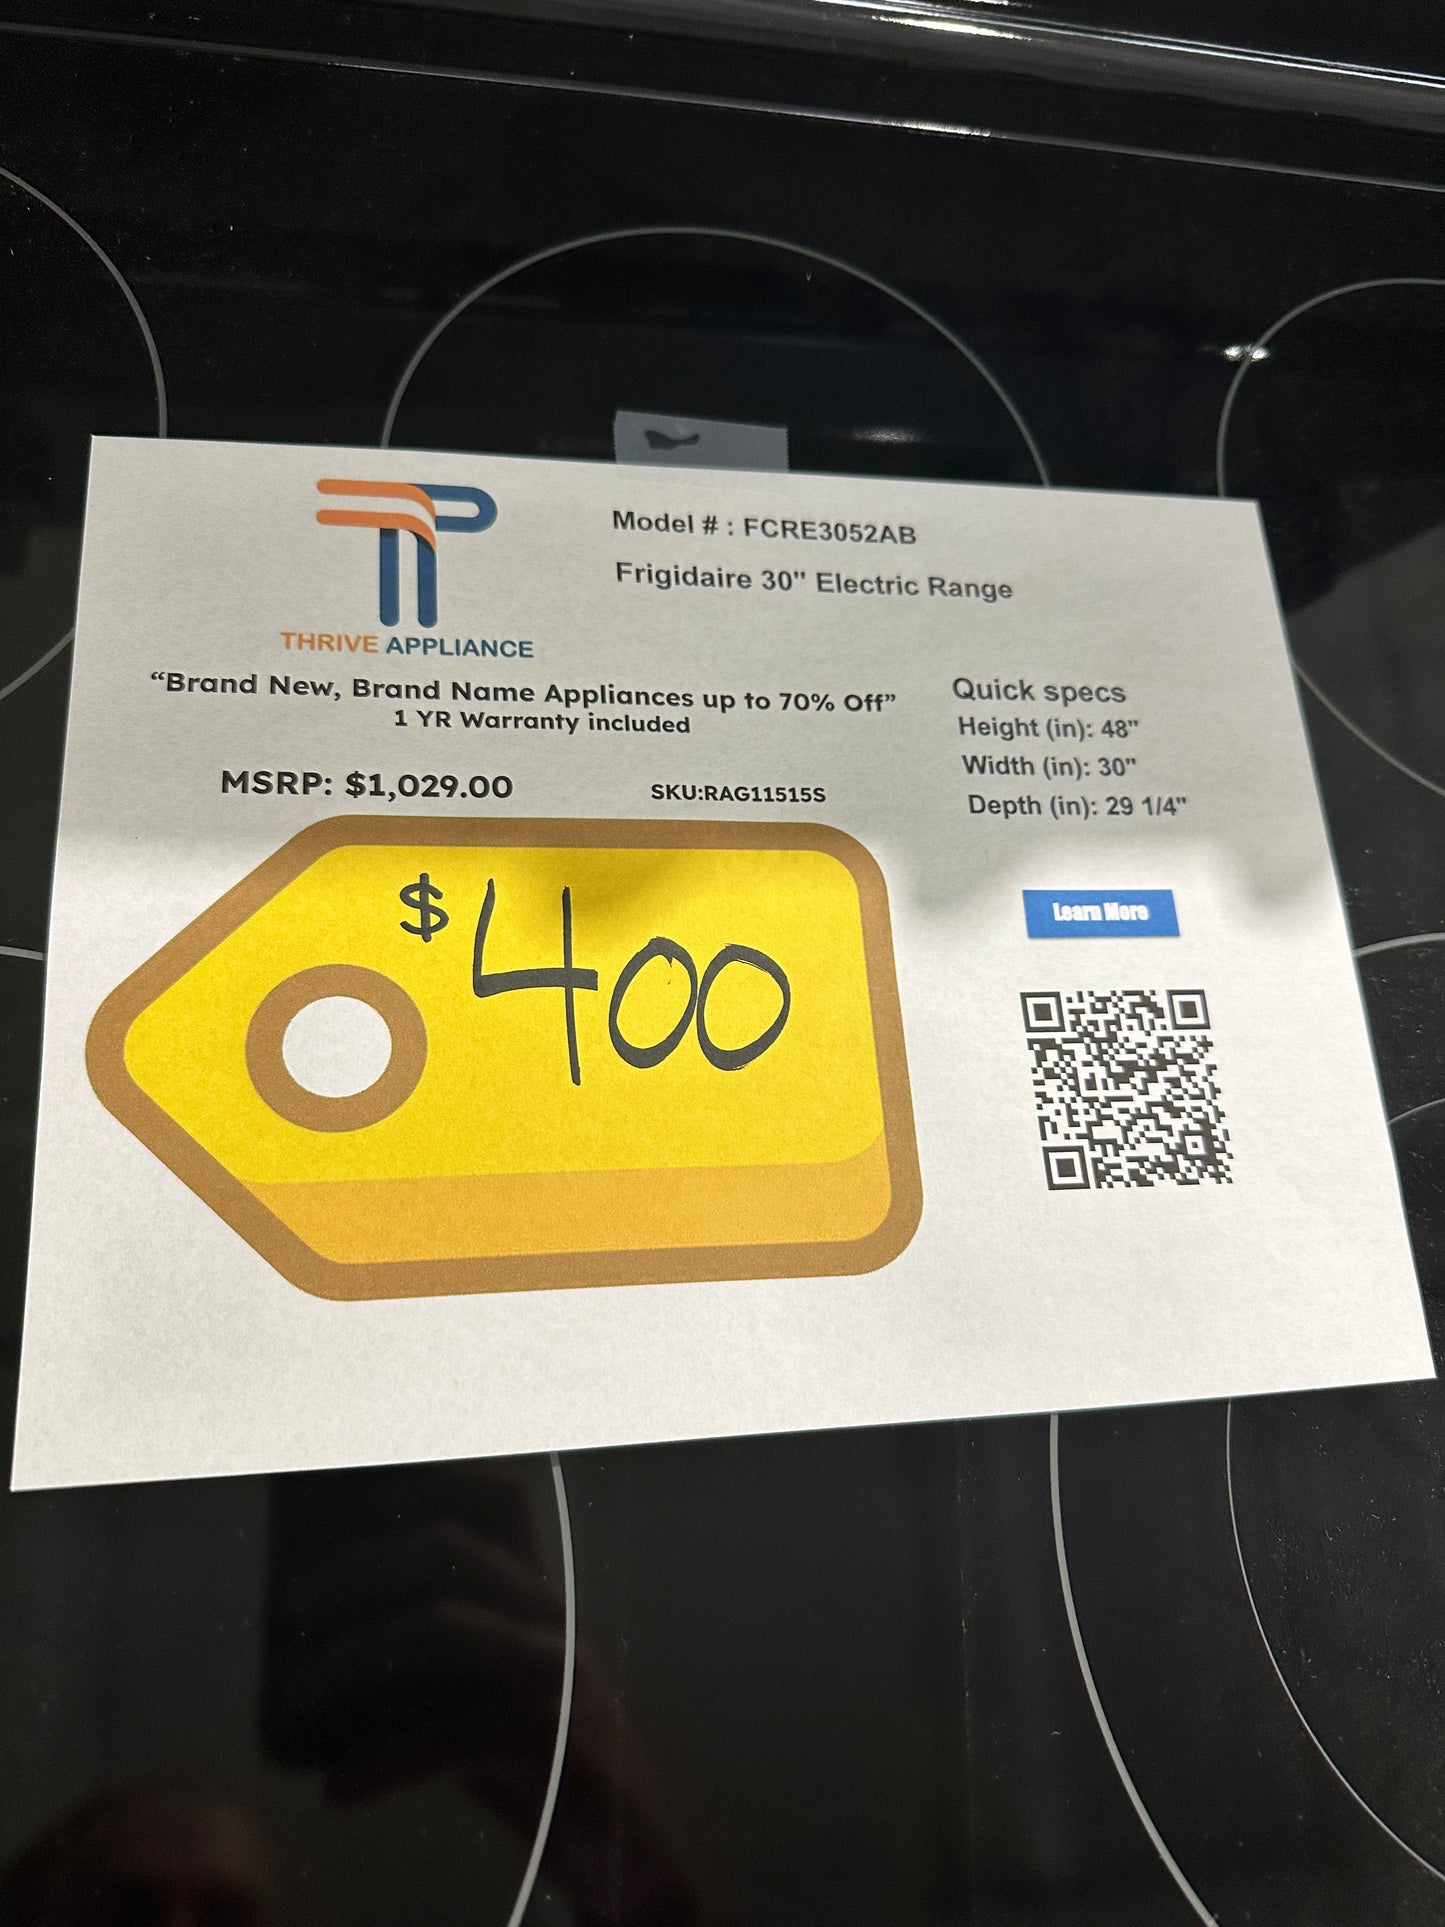 Model # : FCRE3052AB
Frigidaire 30" Electric Range
THRIVE APPLIANCE
“Brand New, Brand Name Appliances up to 70% Off”
1 YR Warranty included
MSRP: $1,029.00
SKU:RAG11515S
Quick specs
Height (in): 48"
Width (in): 30"
Depth (in): 29 1/4"
$400
Learn More